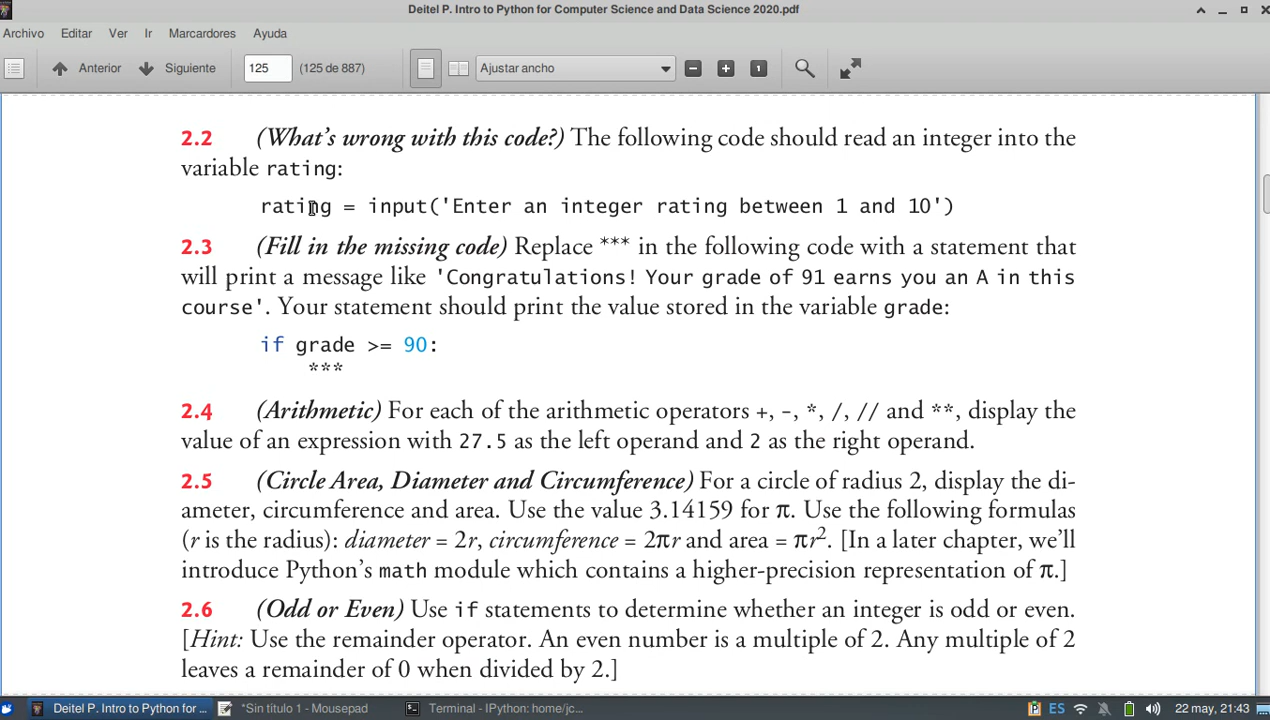 Deitel P. Intro to Python for Computer Science and Data Science 2020.pdf
Archivo Editar Ver Ir Marcardores Ayuda
Anterior Siguiente 125 (125 de 887) Ajustar ancho 1
2.2 (What's wrong with this code?) The following code should read an integer into the
variable rating:
rating = input('Enter an integer rating between 1 and 10')
2.3 (Fill in the missing code) Replace *** in the following code with a statement that
will print a message like 'Congratulations! Your grade of 91 earns you an A in this
course'. Your statement should print the value stored in the variable grade:
if grade >= 90:
***
2.4 (Arithmetic) For each of the arithmetic operators +, -, *, /, // and **, display the
value of an expression with 27.5 as the left operand and 2 as the right operand.
2.5 (Circle Area, Diameter and Circumference) For a circle of radius 2, display the di-
ameter, circumference and area. Use the value 3.14159 for π. Use the following formulas
(r is the radius): diameter = 2r, circumference = 2πr and area = πr². [In a later chapter, we'll
introduce Python's math module which contains a higher-precision representation of π.]
2.6 (Odd or Even) Use if statements to determine whether an integer is odd or even.
[Hint: Use the remainder operator. An even number is a multiple of 2. Any multiple of 2
leaves a remainder of 0 when divided by 2.]
Deitel P. Intro to Python for ... *Sin título 1 - Mousepad Terminal - IPython: home/jc... ES 22 may, 21:43